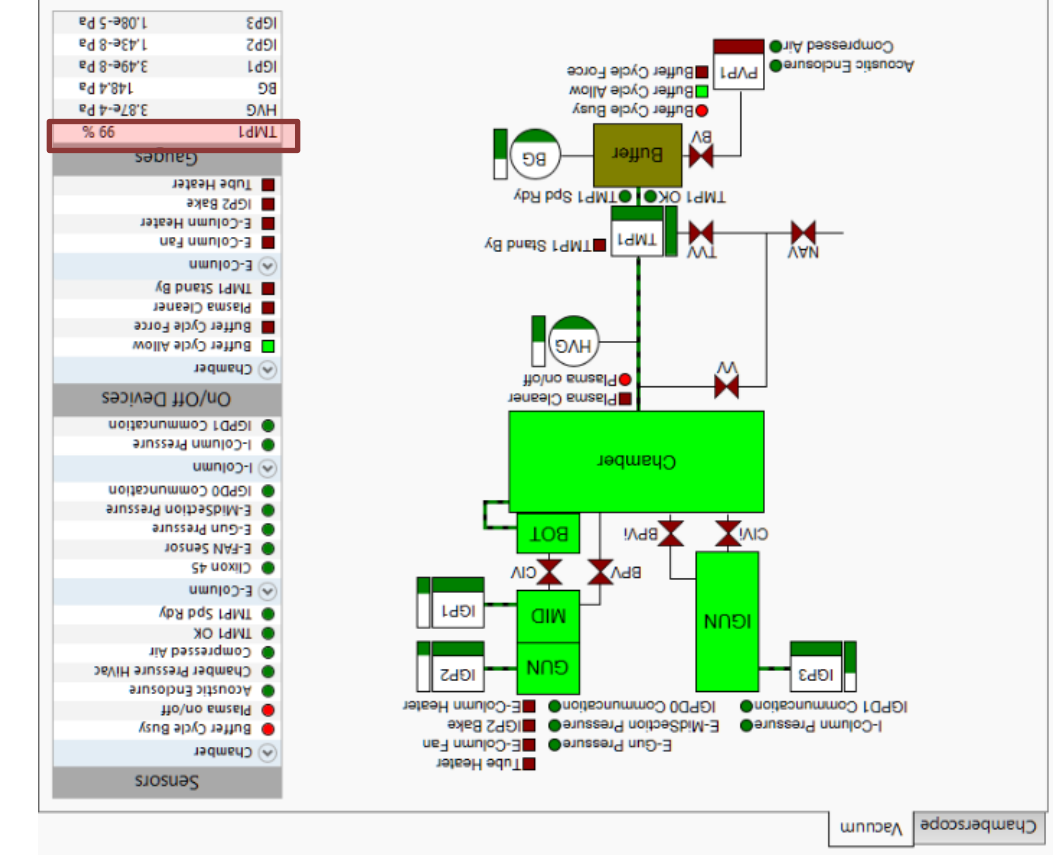 Chamberscope
Vacuum
Tube Heater
E-Gun Pressure
E-Column Fan
I-Column Pressure
E-MidSection Pressure
IGP2 Bake
IGPD1 Communcation
IGPD0 Communcation
E-Column Heater
IGP3
GUN
IGP2
IGUN
MID
IGP1
CIVi
BPVi
BPV
CIV
BOT
Chamber
Plasma Cleaner
Plasma on/off
VV
HVG
NAV
TVV
TMP1
TMP1 Stand By
TMP1 OK
TMP1 Spd Rdy
BV
Buffer
BG
Buffer Cycle Busy
Buffer Cycle Allow
Buffer Cycle Force
PVP1
Acoustic Enclosure
Compressed Air
Sensors
Chamber
Buffer Cycle Busy
Plasma on/off
Acoustic Enclosure
Chamber Pressure HiVac
Compressed Air
TMP1 OK
TMP1 Spd Rdy
E-Column
Clixon 45
E-FAN Sensor
E-Gun Pressure
E-MidSection Pressure
IGPD0 Communcation
I-Column
I-Column Pressure
IGPD1 Communcation
On/Off Devices
Chamber
Buffer Cycle Allow
Buffer Cycle Force
Plasma Cleaner
TMP1 Stand By
E-Column
E-Column Fan
E-Column Heater
IGP2 Bake
Tube Heater
Gauges
TMP1 99 %
HVG 3.87e-4 Pa
BG 148.4 Pa
IGP1 3.49e-8 Pa
IGP2 1.43e-8 Pa
IGP3 1.08e-5 Pa